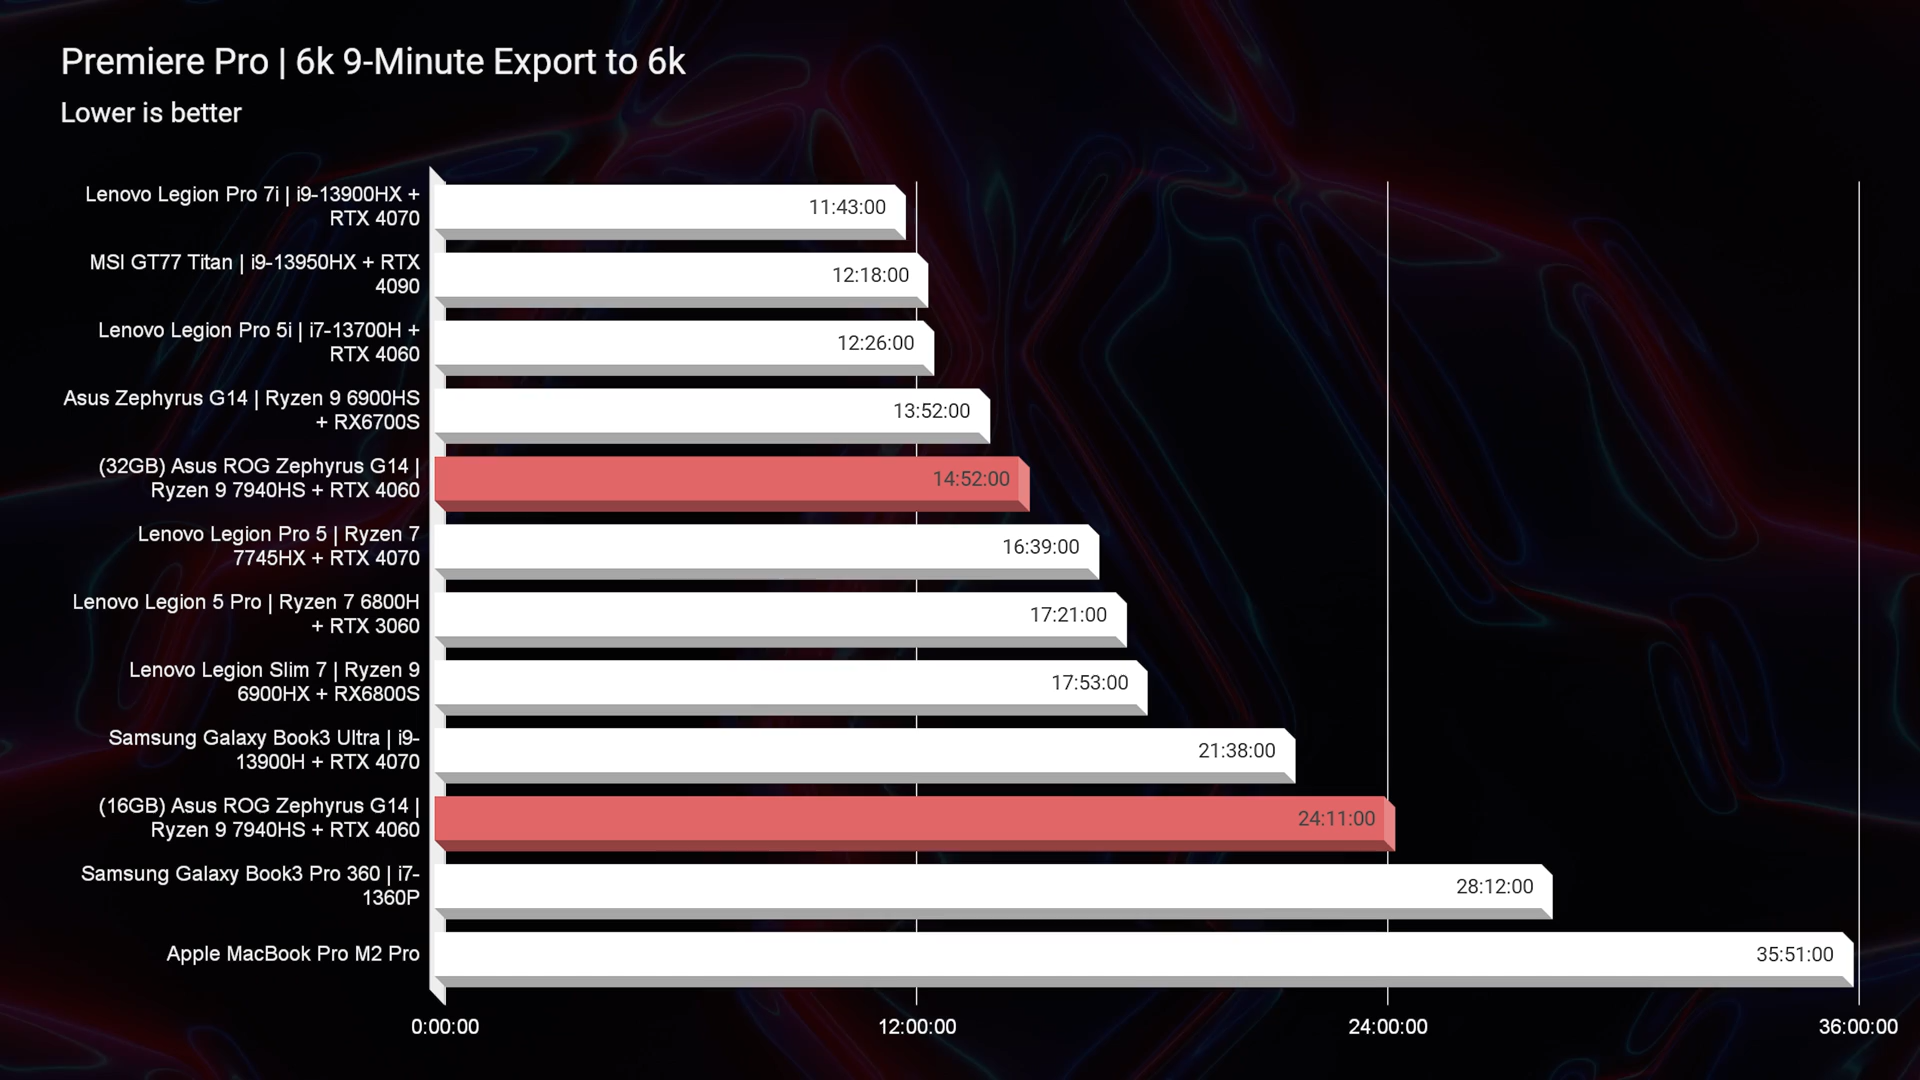 Premiere Pro | 6k 9-Minute Export to 6k
Lower is better
Lenovo Legion Pro 7i | i9-13900HX +
RTX 4070
11:43:00
MSI GT77 Titan | i9-13950HX + RTX
4090
12:18:00
Lenovo Legion Pro 5i | i7-13700H +
RTX 4060
12:26:00
Asus Zephyrus G14 | Ryzen 9 6900HS
+ RX6700S
13:52:00
(32GB) Asus ROG Zephyrus G14 |
Ryzen 9 7940HS + RTX 4060
14:52:00
Lenovo Legion Pro 5 | Ryzen 7
7745HX + RTX 4070
16:39:00
Lenovo Legion 5 Pro | Ryzen 7 6800H
+ RTX 3060
17:21:00
Lenovo Legion Slim 7 | Ryzen 9
6900HX + RX6800S
17:53:00
Samsung Galaxy Book3 Ultra | i9-
13900H + RTX 4070
21:38:00
(16GB) Asus ROG Zephyrus G14 |
Ryzen 9 7940HS + RTX 4060
24:11:00
Samsung Galaxy Book3 Pro 360 | i7-
1360P
28:12:00
Apple MacBook Pro M2 Pro
35:51:00
0:00:00
12:00:00
24:00:00
36:00:00